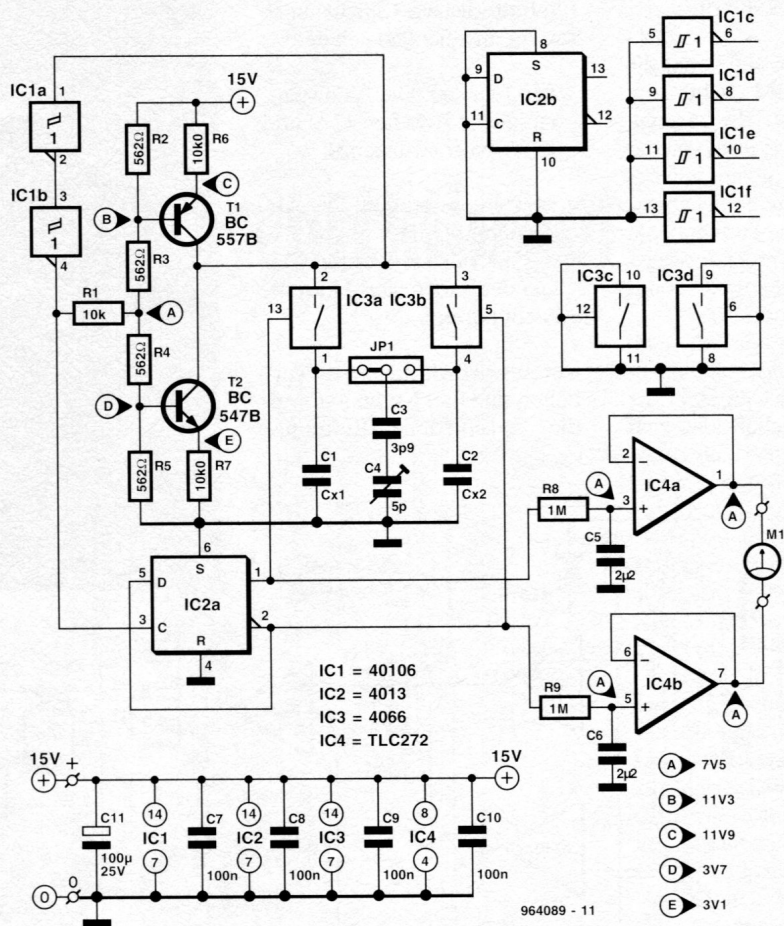 IC1a
1
1
2
IC1b
3
1
4
15V
+
R2
562Ω
R6
10k0
C
B
T1
BC
557B
R3
562Ω
R1
10k
A
R4
562Ω
D
T2
BC
547B
E
R5
562Ω
R7
10k0
2
3
IC3a
IC3b
13
5
1
JP1
4
C1
Cx1
C3
3p9
C4
5p
C2
Cx2
8
S
9
D
13
IC2b
11
C
12
R
10
IC1c
5
1
6
IC1d
9
1
8
IC1e
11
1
10
IC1f
13
1
12
IC3c
10
12
11
IC3d
9
6
8
6
S
5
D
1
IC2a
3
C
2
R
4
R8
1M
A
2
−
3
+
IC4a
1
A
C5
2µ2
M1
R9
1M
A
6
−
5
+
IC4b
7
A
C6
2µ2
IC1 = 40106
IC2 = 4013
IC3 = 4066
IC4 = TLC272
15V
+
+
15V
+
C11
100µ
25V
14
IC1
7
C7
100n
14
IC2
7
C8
100n
14
IC3
7
C9
100n
8
IC4
4
C10
100n
0
0
A 7V5
B 11V3
C 11V9
D 3V7
E 3V1
964089 - 11